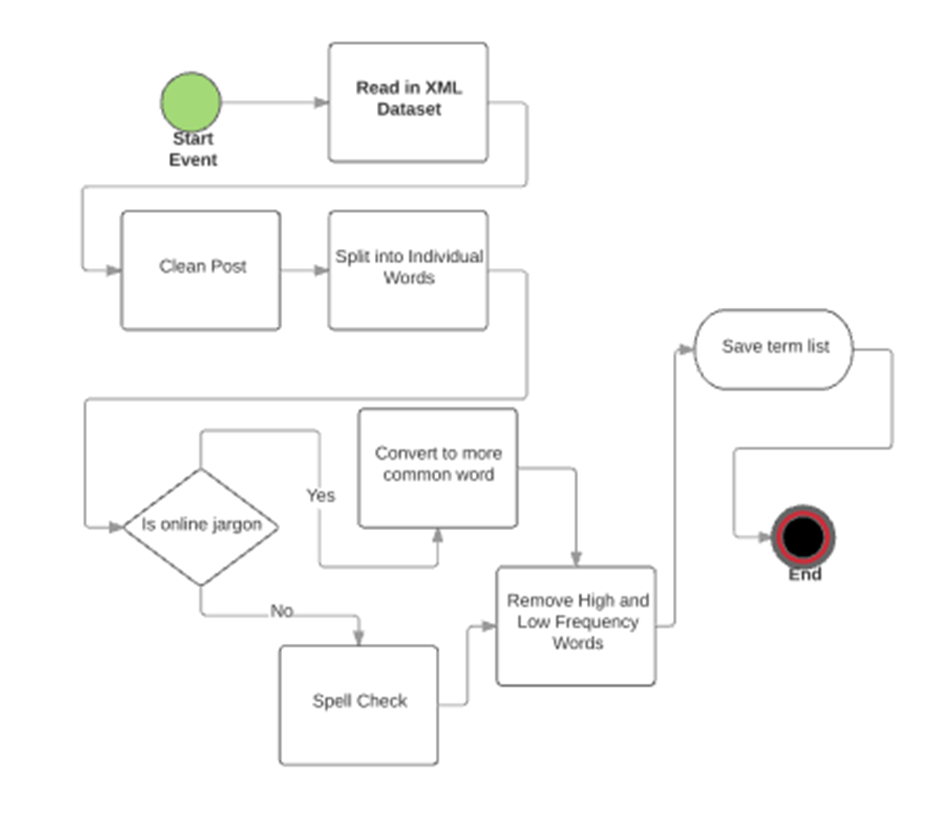 Read in XML
Dataset
Start
Event
Clean Post
Split into Individual
Words
Save term list
Convert to more
common word
Yes
Is online jargon
End
No
Remove High and
Low Frequency
Words
Spell Check